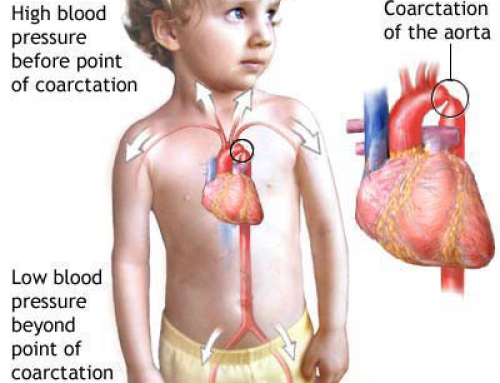 High blood
pressure
before point
of coarctation
Coarctation
of the aorta
Low blood
pressure
beyond
point of
coarctation